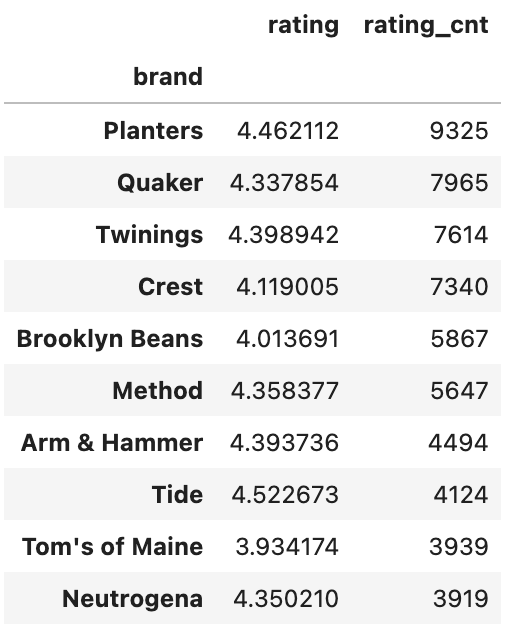 rating rating_cnt
brand
Planters 4.462112 9325
Quaker 4.337854 7965
Twinings 4.398942 7614
Crest 4.119005 7340
Brooklyn Beans 4.013691 5867
Method 4.358377 5647
Arm & Hammer 4.393736 4494
Tide 4.522673 4124
Tom's of Maine 3.934174 3939
Neutrogena 4.350210 3919